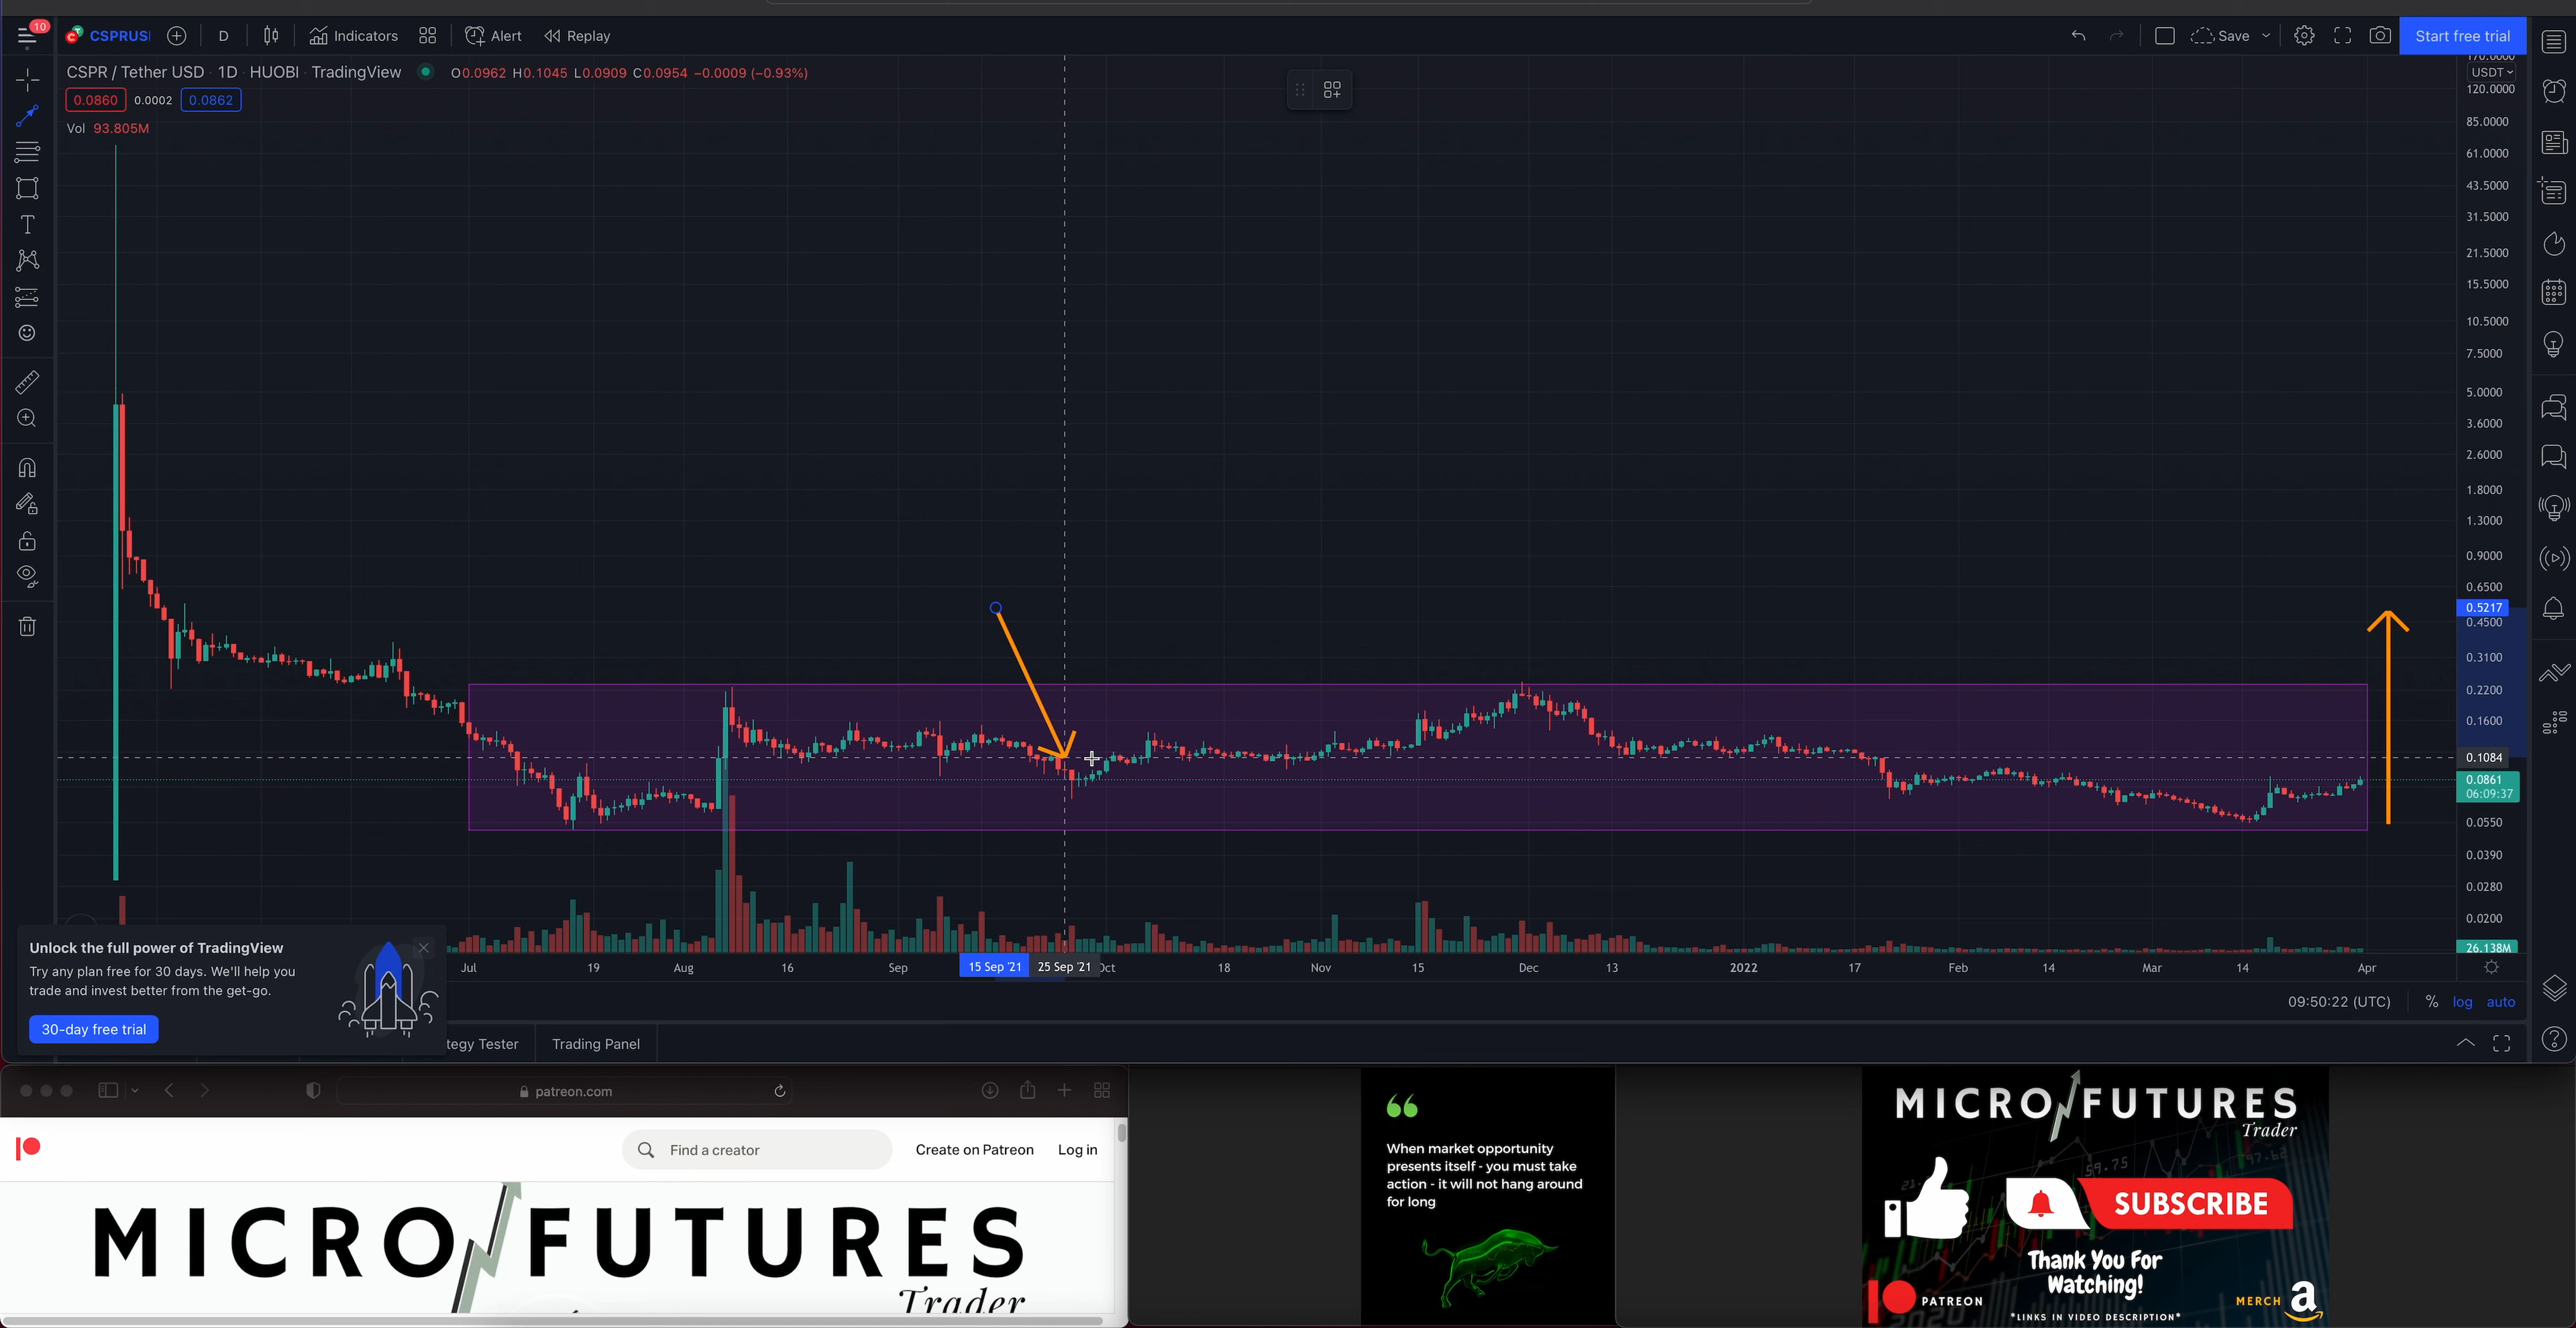 10
CSPRUS
D
Indicators
Alert
Replay
Save
Start free trial
CSPR / Tether USD · 1D · HUOBI · TradingView
O0.0962 H0.1045 L0.0909 C0.0954 −0.0009 (−0.93%)
0.0860 0.0002 0.0862
Vol 93.805M
170.0000
USDT
120.0000
85.0000
61.0000
43.5000
31.5000
21.5000
15.5000
10.5000
7.5000
5.0000
3.6000
2.6000
1.8000
1.3000
0.9000
0.6500
0.5217
0.4500
0.3100
0.2200
0.1600
0.1084
0.0861
06:09:37
0.0550
0.0390
0.0280
0.0200
26.138M
Unlock the full power of TradingView
Try any plan free for 30 days. We'll help you
trade and invest better from the get-go.
30-day free trial
Jul 19 Aug 16 Sep 15 Sep '21 25 Sep '21 Oct 18 Nov 15 Dec 13 2022 17 Feb 14 Mar 14 Apr
09:50:22 (UTC) % log auto
tegy Tester
Trading Panel
patreon.com
Find a creator
Create on Patreon
Log in
MICRO FUTURES
Trader
When market opportunity
presents itself - you must take
action - it will not hang around
for long
MICRO FUTURES
Trader
59.75
97.62
SUBSCRIBE
Thank You For
Watching!
PATREON
MERCH
*LINKS IN VIDEO DESCRIPTION*